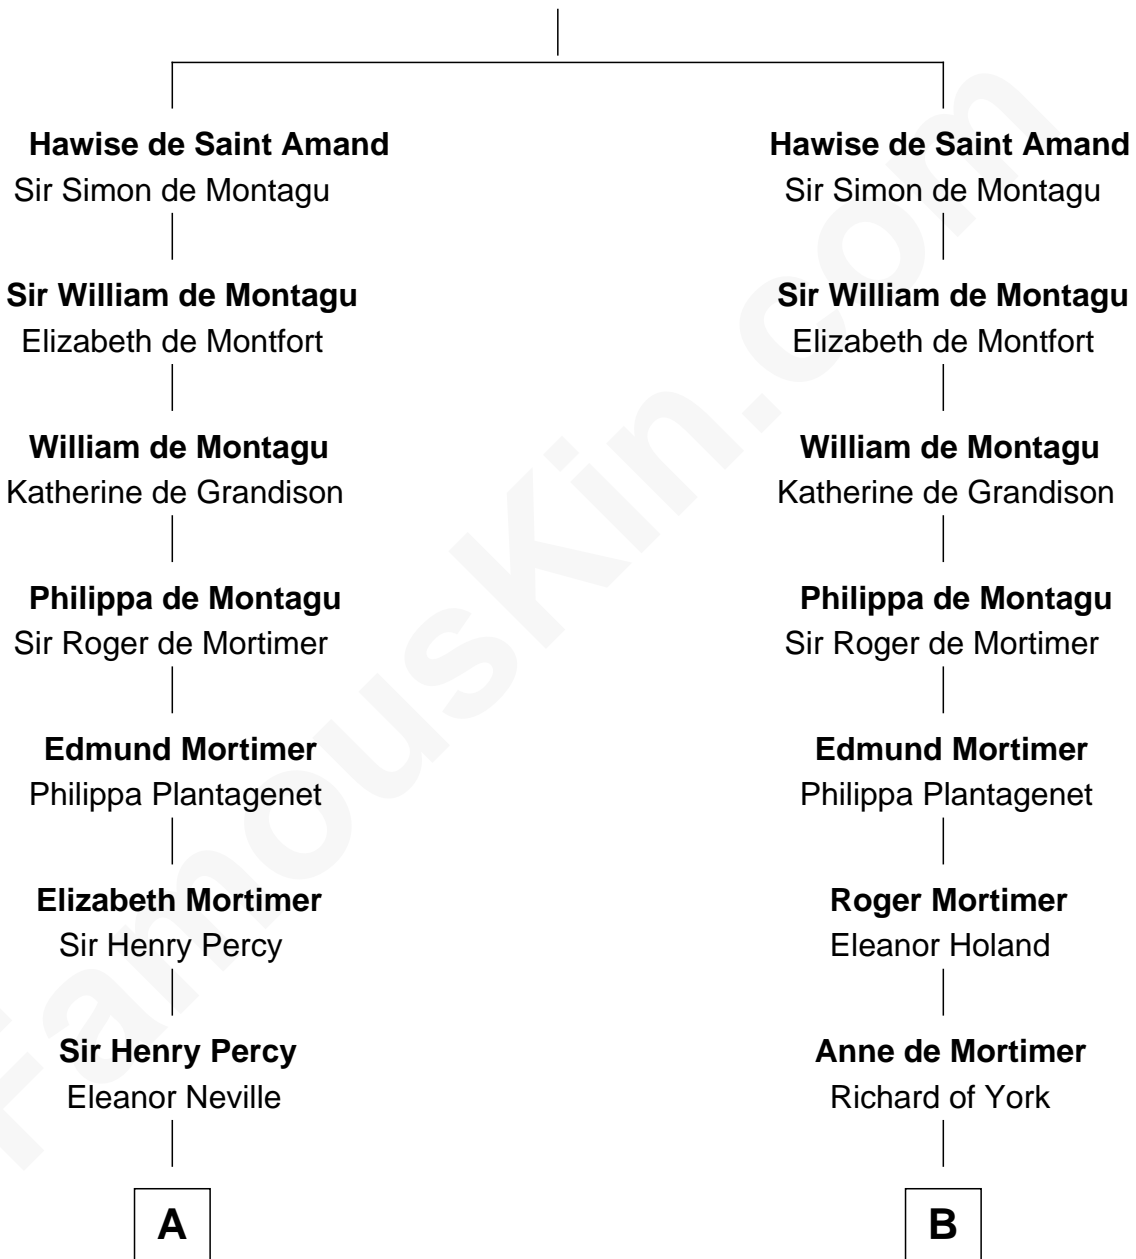 Hawise de Saint Amand
Sir Simon de Montagu
Sir William de Montagu
Elizabeth de Montfort
William de Montagu
Katherine de Grandison
Philippa de Montagu
Sir Roger de Mortimer
Edmund Mortimer
Philippa Plantagenet
Elizabeth Mortimer
Sir Henry Percy
Sir Henry Percy
Eleanor Neville
A
Hawise de Saint Amand
Sir Simon de Montagu
Sir William de Montagu
Elizabeth de Montfort
William de Montagu
Katherine de Grandison
Philippa de Montagu
Sir Roger de Mortimer
Edmund Mortimer
Philippa Plantagenet
Roger Mortimer
Eleanor Holand
Anne de Mortimer
Richard of York
B
FamousKin.com